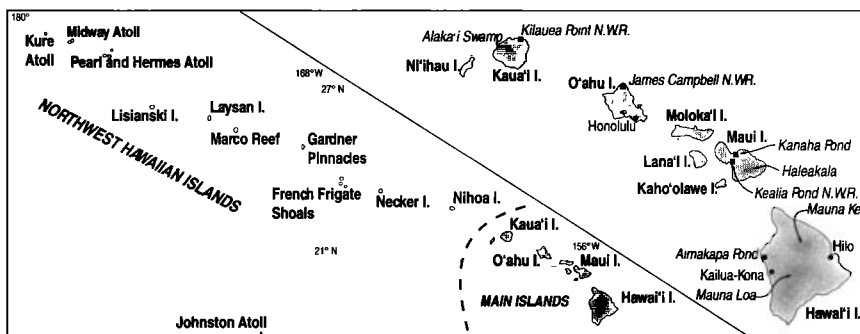 180°
Midway Atoll
Kure
Atoll
Pearl and Hermes Atoll
168°W
27° N
Lisianski I.
Laysan I.
Marco Reef
Gardner
Pinnacles
NORTHWEST HAWAIIAN ISLANDS
French Frigate
Shoals
Necker I.
Nihoa I.
21° N
Johnston Atoll
Kaua'i I.
O'ahu I.
156°W
Maui I.
MAIN ISLANDS
Hawai'i I.
Alaka'i Swamp
Kilauea Point N.W.R.
Ni'ihau I.
Kaua'i I.
O'ahu I.
James Campbell N.WR.
Honolulu
Moloka'i I.
Maui I.
Kanaha Pond
Lana'i I.
Haleakala
Kaho'olawe I.
Kealia Pond N.W.R.
Mauna Ke
Hilo
Aimakapa Pond
Kailua-Kona
Mauna Loa
Hawai'i I.